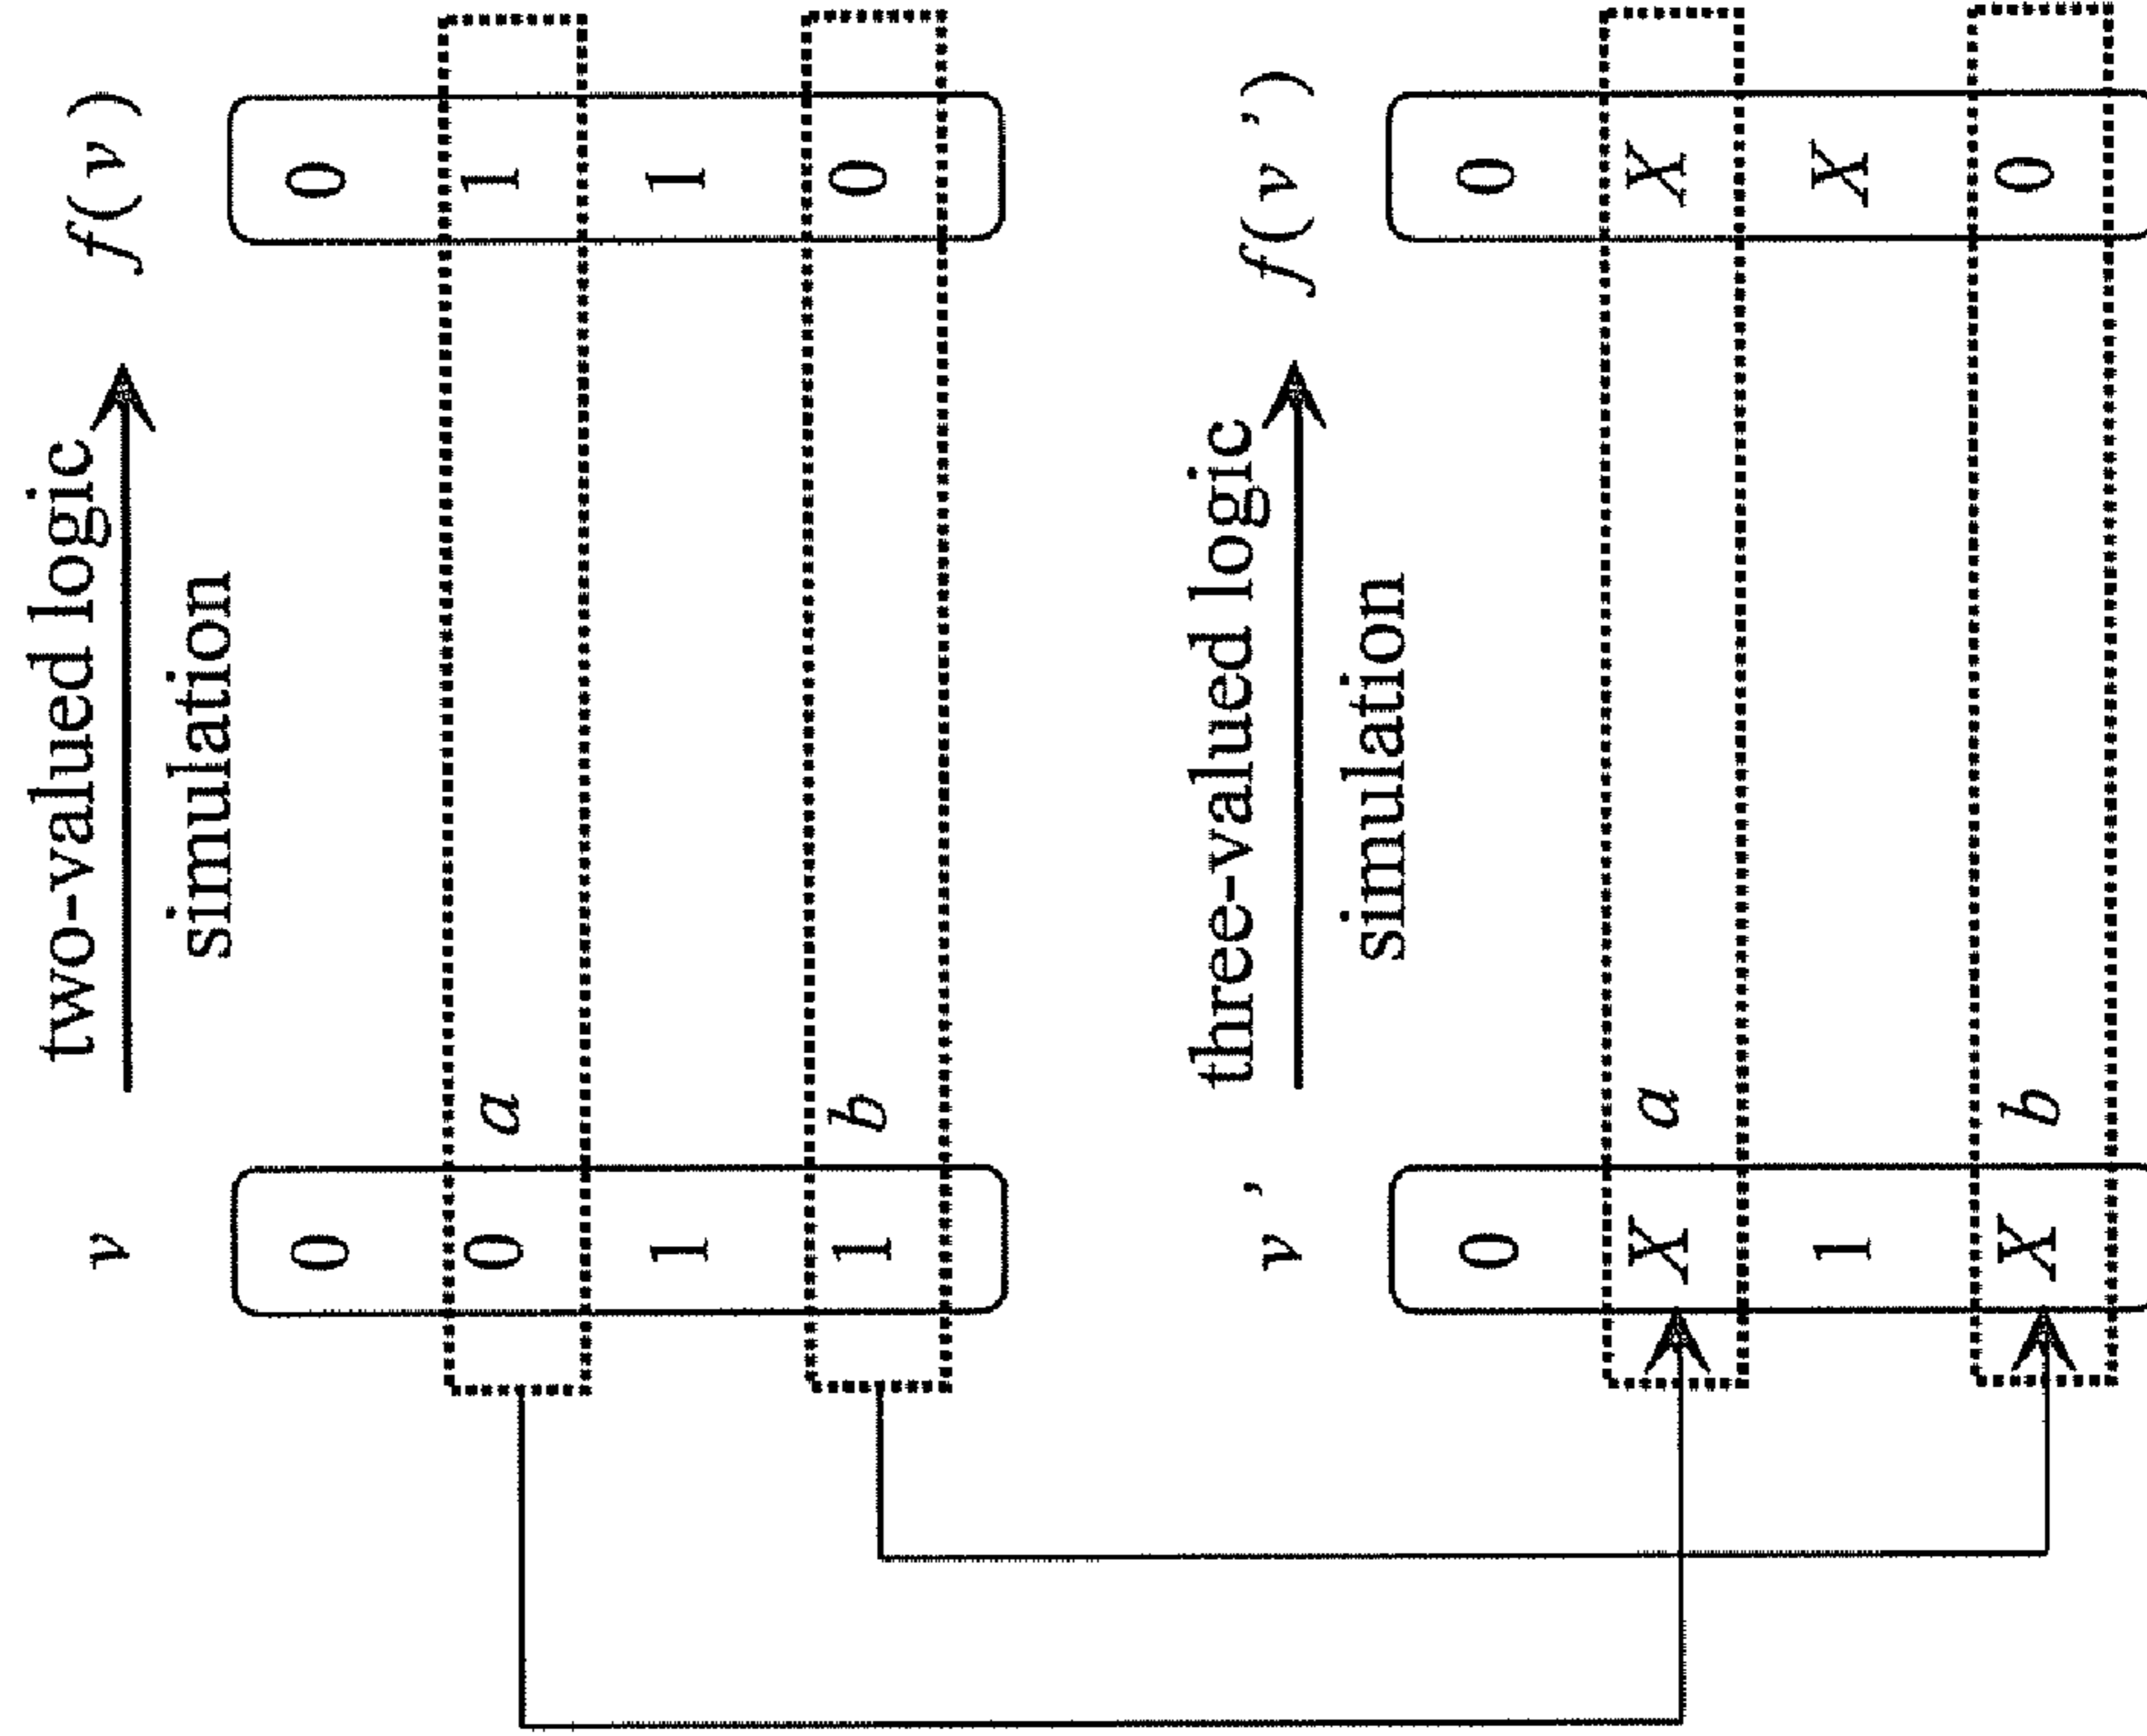 two-valued logic
v f(v)
simulation
0 0
0 a 1
1 1
1 b 0
three-valued logic
v' f(v')
simulation
0 0
X a X
1 X
X b 0